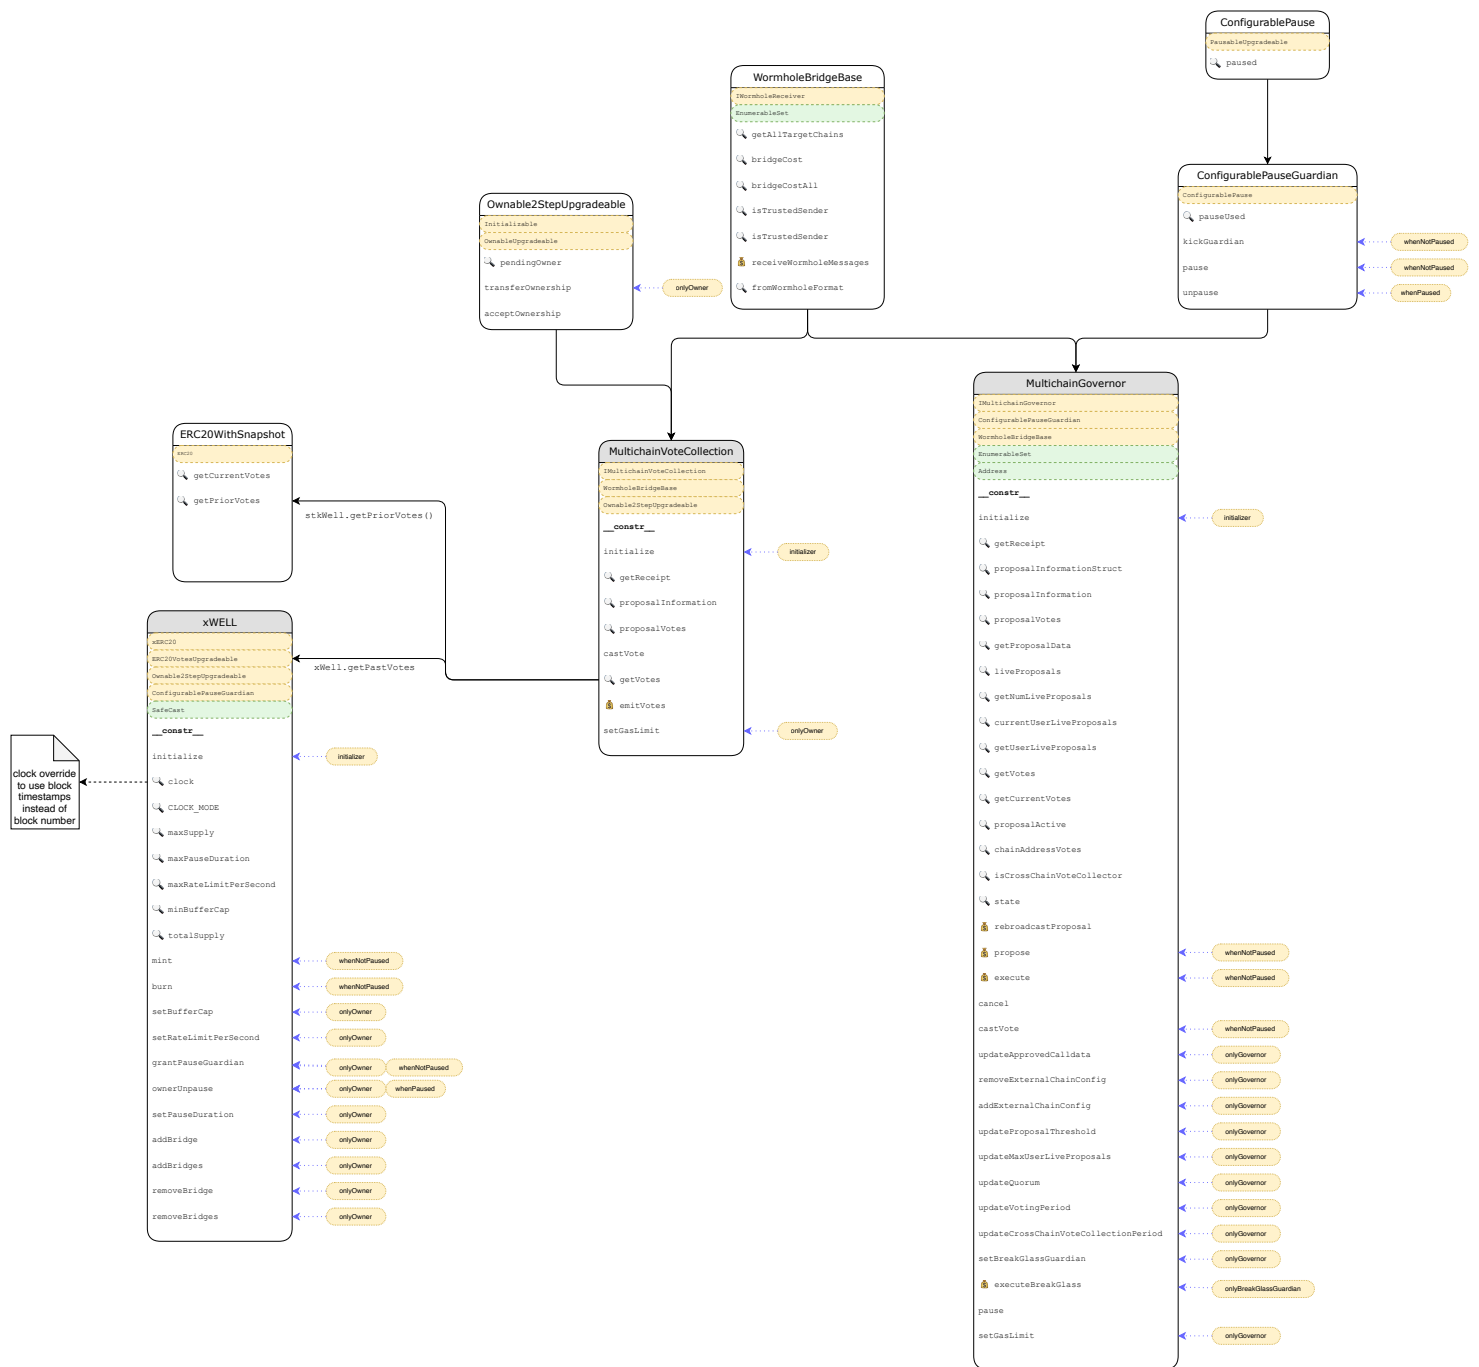 ConfigurablePause
PausableUpgradeable
paused
WormholeBridgeBase
IWormholeReceiver
EnumerableSet
getAllTargetChains
bridgeCost
bridgeCostAll
isTrustedSender
isTrustedSender
receiveWormholeMessages
fromWormholeFormat
ConfigurablePauseGuardian
ConfigurablePause
pauseUsed
kickGuardian
whenNotPaused
pause
whenNotPaused
unpause
whenPaused
Ownable2StepUpgradeable
Initializable
OwnableUpgradeable
pendingOwner
transferOwnership
onlyOwner
acceptOwnership
MultichainGovernor
IMultichainGovernor
ConfigurablePauseGuardian
WormholeBridgeBase
EnumerableSet
Address
__constr__
initialize
initializer
getReceipt
proposalInformationStruct
proposalInformation
proposalVotes
getProposalData
liveProposals
getNumLiveProposals
currentUserLiveProposals
getUserLiveProposals
getVotes
getCurrentVotes
proposalActive
chainAddressVotes
isCrossChainVoteCollector
state
rebroadcastProposal
propose
whenNotPaused
execute
whenNotPaused
cancel
castVote
whenNotPaused
updateApprovedCalldata
onlyGovernor
removeExternalChainConfig
onlyGovernor
addExternalChainConfig
onlyGovernor
updateProposalThreshold
onlyGovernor
updateMaxUserLiveProposals
onlyGovernor
updateQuorum
onlyGovernor
updateVotingPeriod
onlyGovernor
updateCrossChainVoteCollectionPeriod
onlyGovernor
setBreakGlassGuardian
onlyGovernor
executeBreakGlass
onlyBreakGlassGuardian
pause
setGasLimit
onlyGovernor
ERC20WithSnapshot
ERC20
getCurrentVotes
getPriorVotes
stkWell.getPriorVotes()
MultichainVoteCollection
IMultichainVoteCollection
WormholeBridgeBase
Ownable2StepUpgradeable
__constr__
initialize
initializer
getReceipt
proposalInformation
proposalVotes
castVote
getVotes
emitVotes
setGasLimit
onlyOwner
xWell.getPastVotes
xWELL
xERC20
ERC20VotesUpgradeable
Ownable2StepUpgradeable
ConfigurablePauseGuardian
SafeCast
__constr__
initialize
initializer
clock
CLOCK_MODE
maxSupply
maxPauseDuration
maxRateLimitPerSecond
minBufferCap
totalSupply
mint
whenNotPaused
burn
whenNotPaused
setBufferCap
onlyOwner
setRateLimitPerSecond
onlyOwner
grantPauseGuardian
onlyOwner
whenNotPaused
ownerUnpause
onlyOwner
whenPaused
setPauseDuration
onlyOwner
addBridge
onlyOwner
addBridges
onlyOwner
removeBridge
onlyOwner
removeBridges
onlyOwner
clock override
to use block
timestamps
instead of
block number